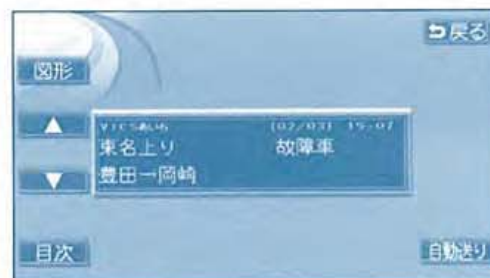 戻る
図形
▲
VICSあいち (02/03) 15-07
東名上り 故障車
▼
豊田→岡崎
目次
自動送り